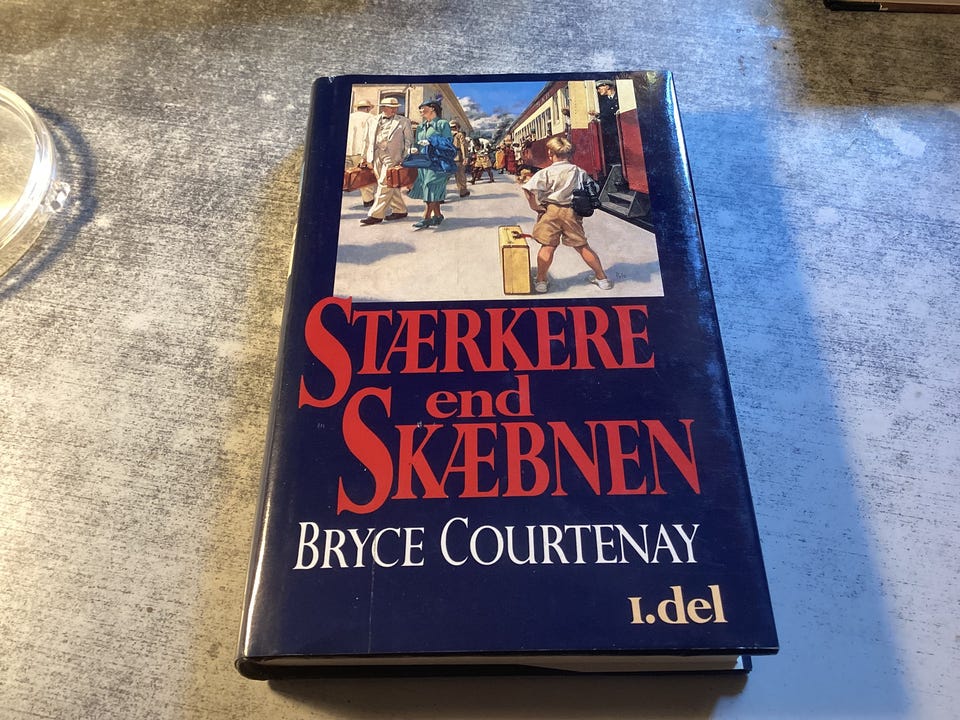 STÆRKERE
end
SKÆBNEN
BRYCE COURTENAY
1.del